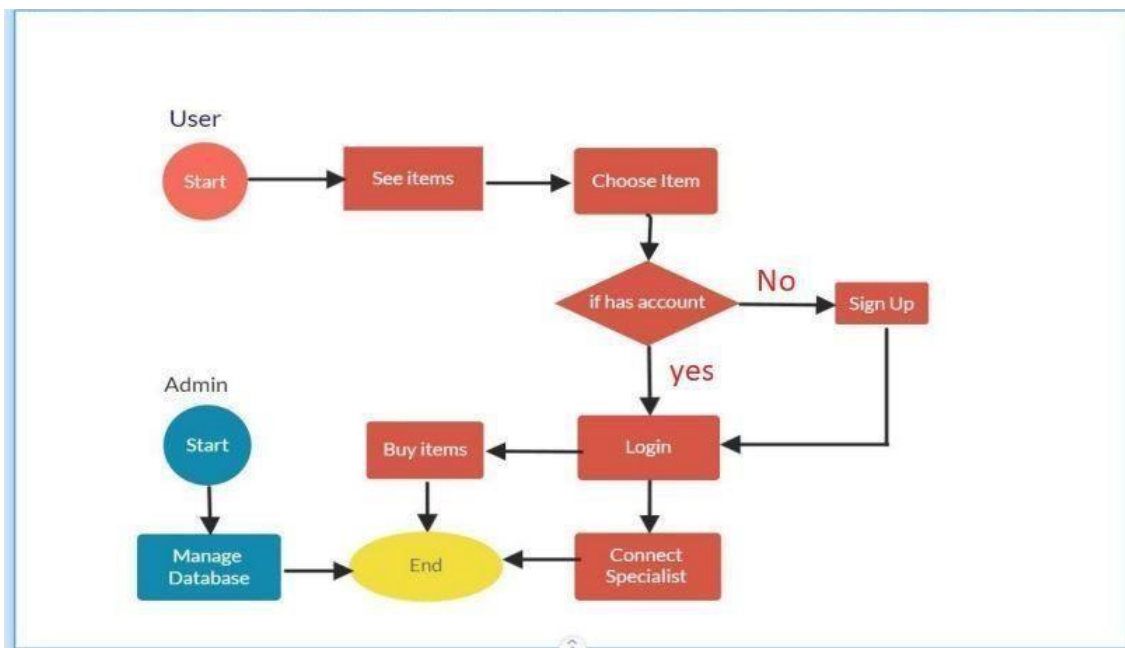 User
Start
See items
Choose Item
if has account
No
Sign Up
yes
Admin
Start
Buy items
Login
Manage
Database
End
Connect
Specialist